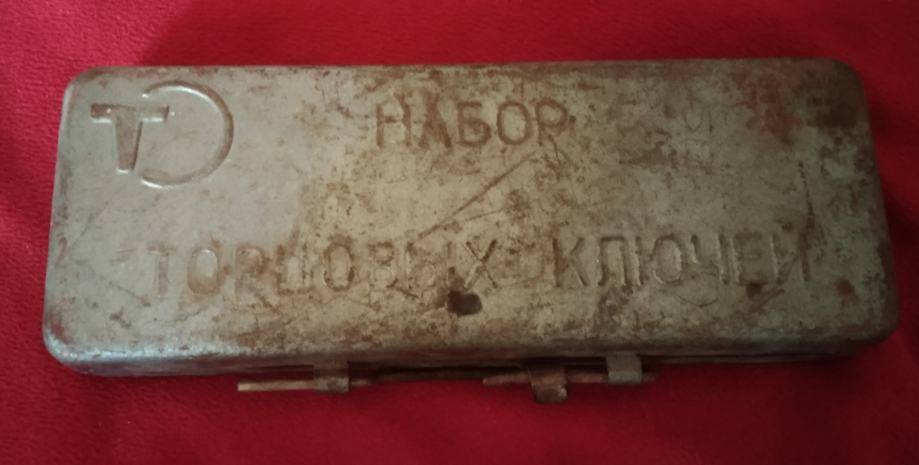 НАБОР
ТОРЦОВЫХ КЛЮЧЕЙ